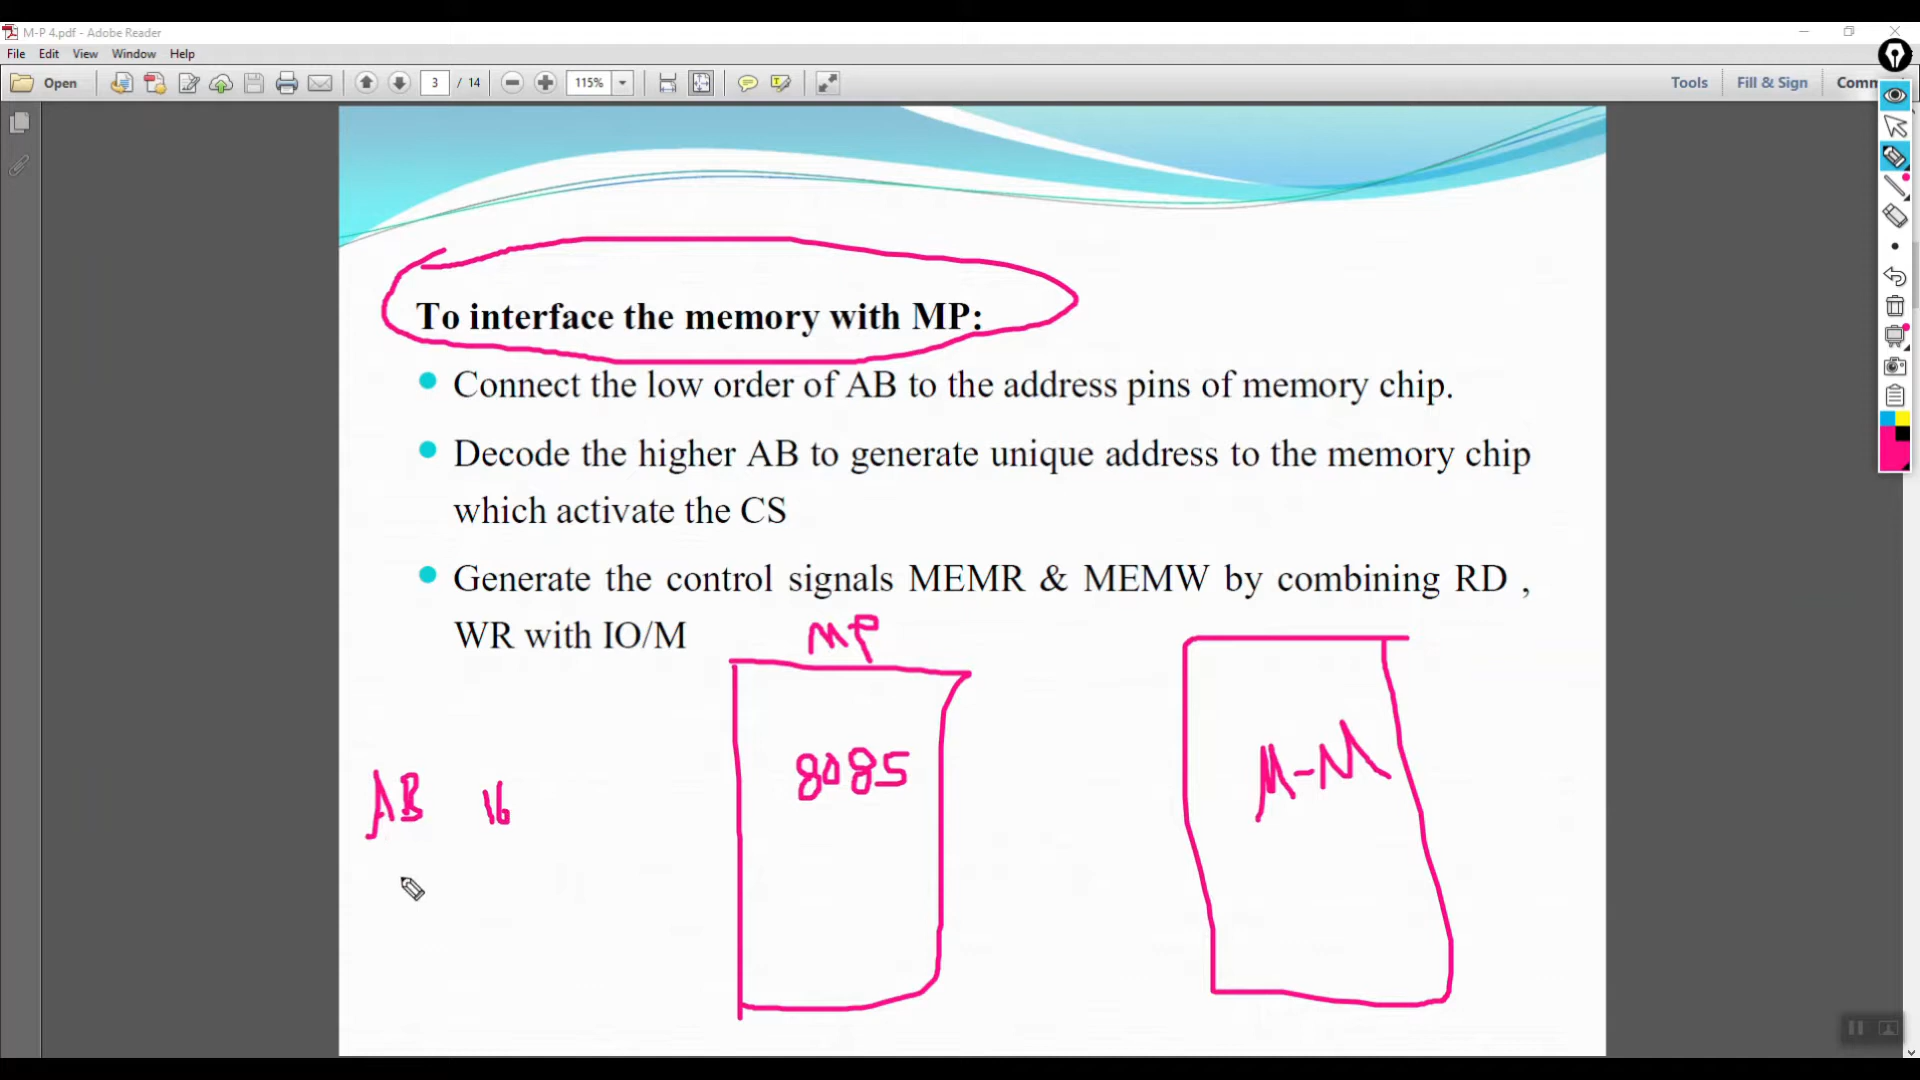 M-P 4.pdf - Adobe Reader
File Edit View Window Help
Open 3 / 14 115% Tools Fill & Sign Comm
To interface the memory with MP:
Connect the low order of AB to the address pins of memory chip.
Decode the higher AB to generate unique address to the memory chip
which activate the CS
Generate the control signals MEMR & MEMW by combining RD ,
WR with IO/M
MP
8085
M-M
AB 16